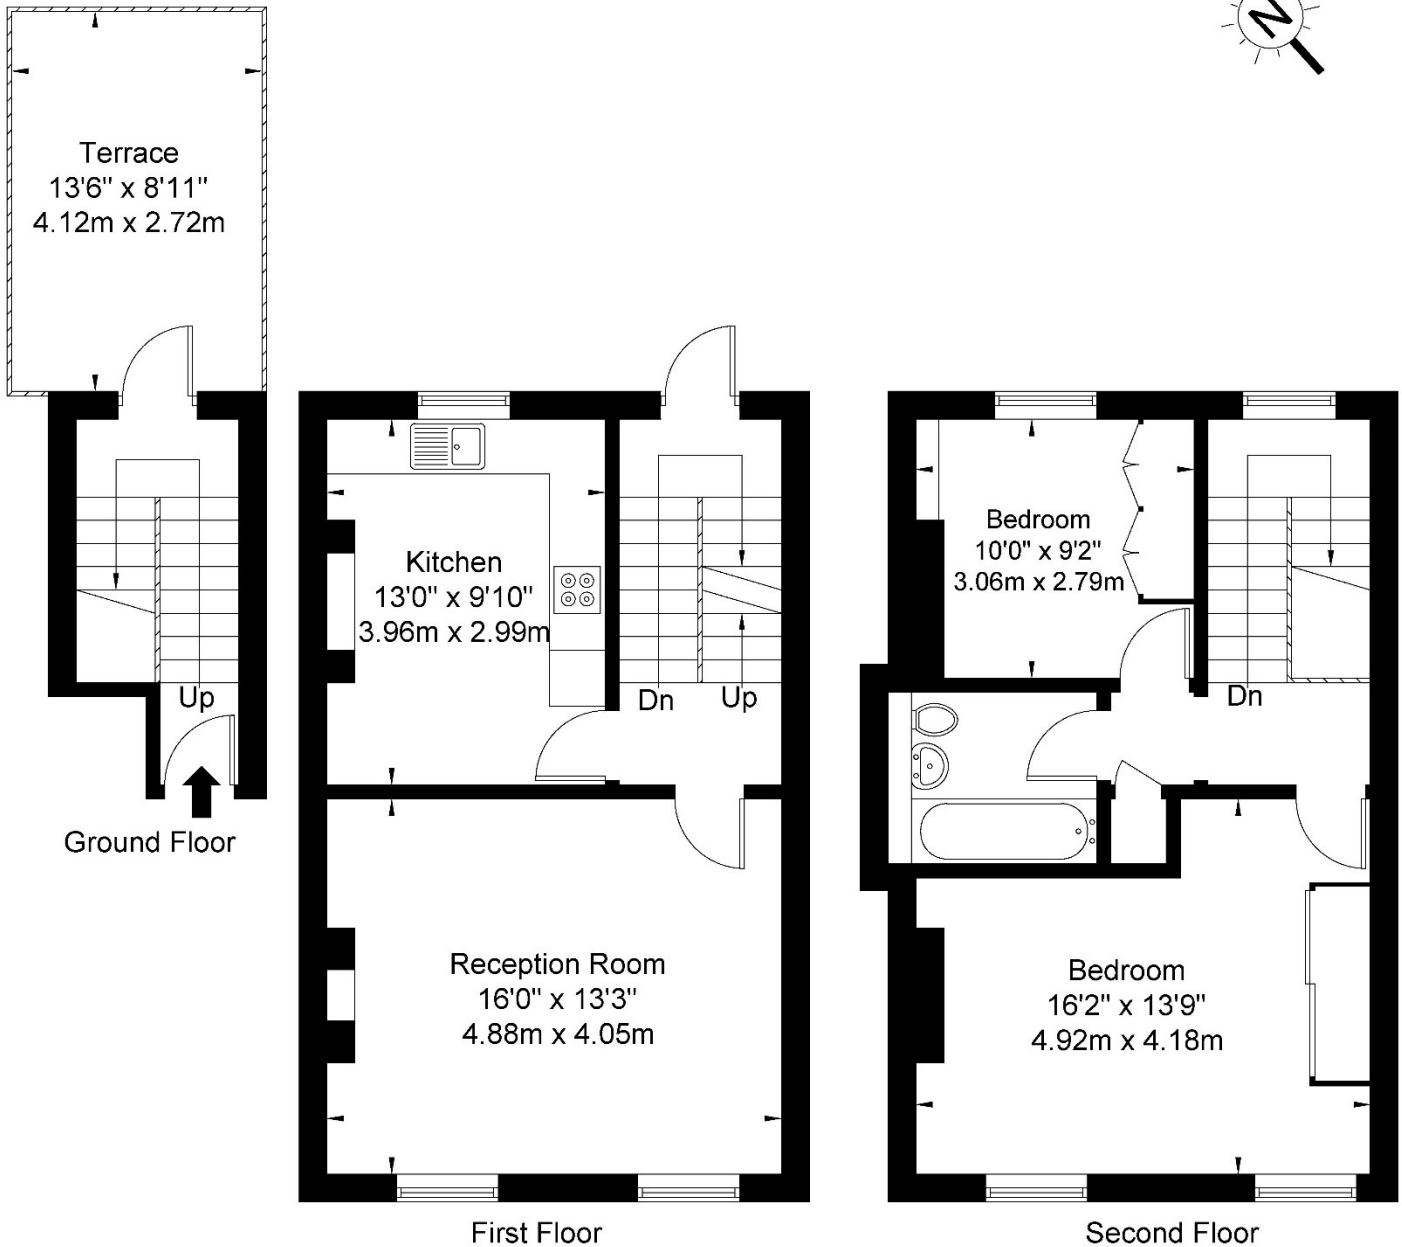 N
Terrace
13'6" x 8'11"
4.12m x 2.72m
Up
Ground Floor
Kitchen
13'0" x 9'10"
3.96m x 2.99m
Dn
Up
Reception Room
16'0" x 13'3"
4.88m x 4.05m
First Floor
Bedroom
10'0" x 9'2"
3.06m x 2.79m
Dn
Bedroom
16'2" x 13'9"
4.92m x 4.18m
Second Floor